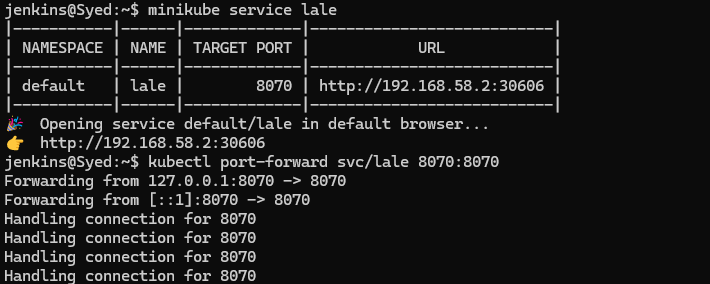 jenkins@Syed:~$ minikube service lale
|-----------|------|-------------|---------------------------|
| NAMESPACE | NAME | TARGET PORT |            URL            |
|-----------|------|-------------|---------------------------|
| default   | lale |        8070 | http://192.168.58.2:30606 |
|-----------|------|-------------|---------------------------|
🎉  Opening service default/lale in default browser...
👉  http://192.168.58.2:30606
jenkins@Syed:~$ kubectl port-forward svc/lale 8070:8070
Forwarding from 127.0.0.1:8070 -> 8070
Forwarding from [::1]:8070 -> 8070
Handling connection for 8070
Handling connection for 8070
Handling connection for 8070
Handling connection for 8070